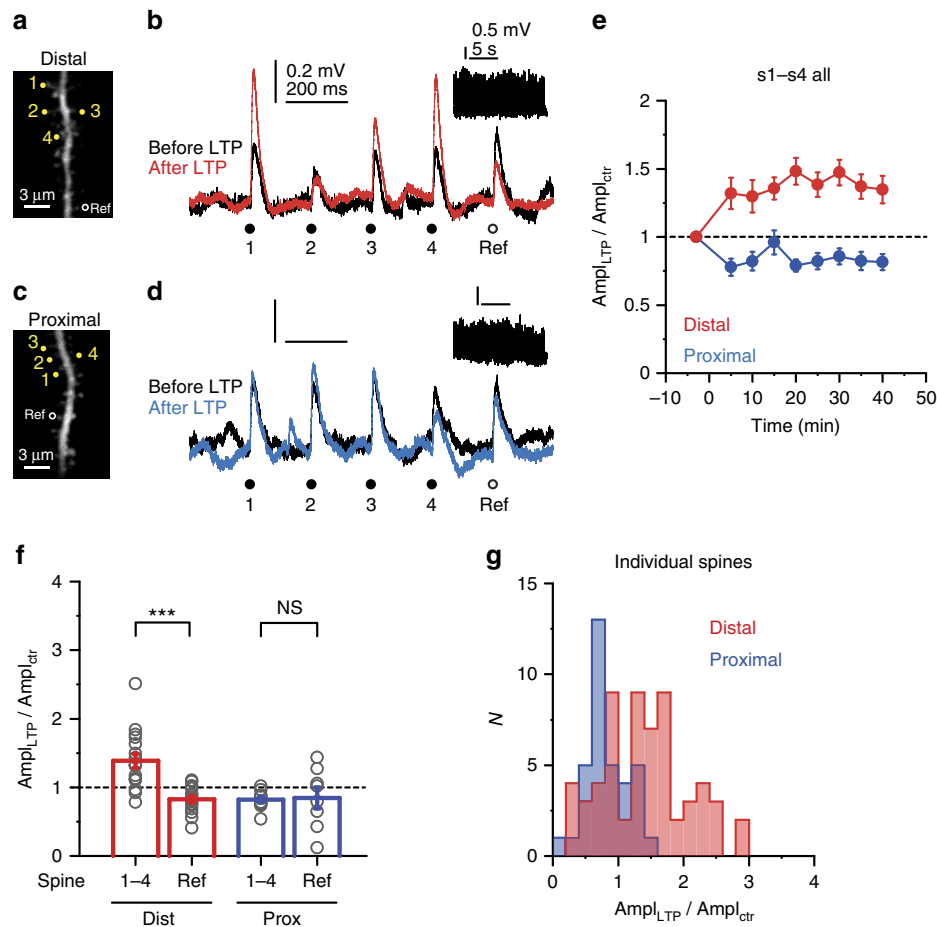 a
Distal
1
2
3
4
3 μm
Ref
b
0.5 mV
5 s
0.2 mV
200 ms
Before LTP
After LTP
1
2
3
4
Ref
c
Proximal
3
2
4
1
Ref
3 μm
d
Before LTP
After LTP
1
2
3
4
Ref
e
s1–s4 all
2
1.5
1
0.5
0
Ampl_LTP / Ampl_ctr
Distal
Proximal
–10 0 10 20 30 40 50
Time (min)
f
4
3
2
1
0
Ampl_LTP / Ampl_ctr
***
NS
Spine 1–4 Ref 1–4 Ref
Dist Prox
g
Individual spines
15
10
5
0
N
Distal
Proximal
0 1 2 3 4
Ampl_LTP / Ampl_ctr